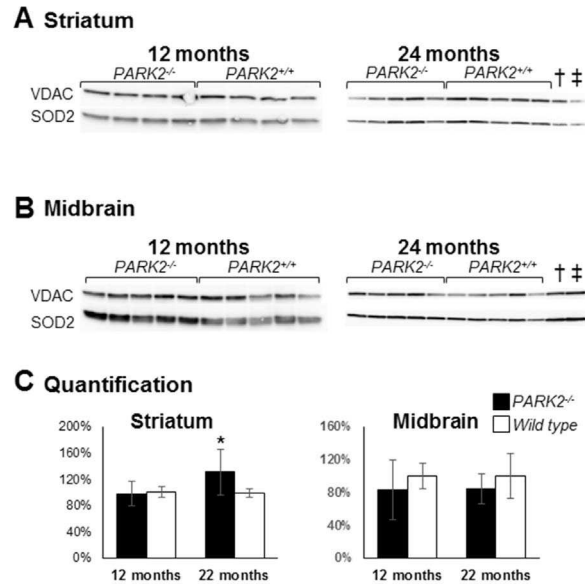 A Striatum
12 months 24 months
PARK2-/- PARK2+/+ PARK2-/- PARK2+/+ † ‡
VDAC
SOD2
B Midbrain
12 months 24 months
PARK2-/- PARK2+/+ PARK2-/- PARK2+/+ † ‡
VDAC
SOD2
C Quantification
PARK2-/-
Wild type
Striatum
200%
160%
120%
80%
40%
0%
*
12 months 22 months
Midbrain
160%
120%
80%
40%
0%
12 months 22 months